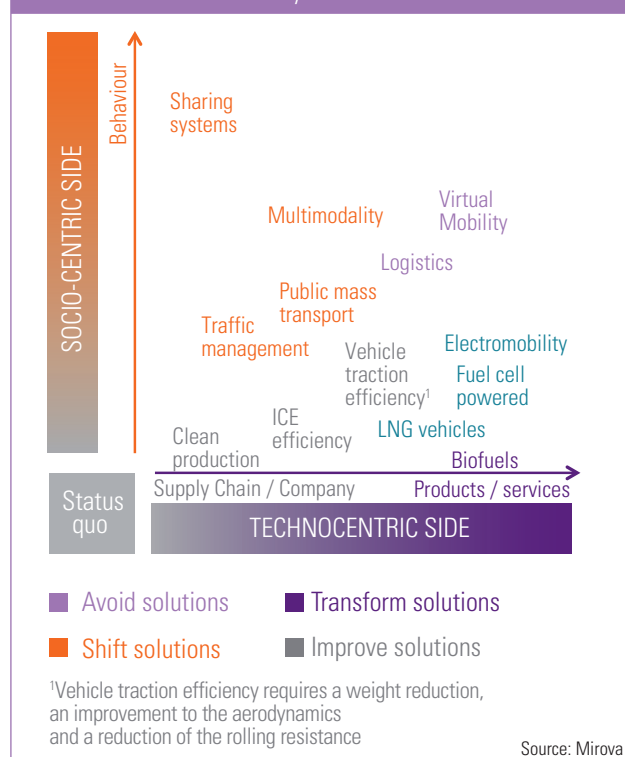 SOCIO-CENTRIC SIDE
Behaviour
Sharing
systems
Multimodality
Virtual
Mobility
Logistics
Public mass
transport
Traffic
management
Vehicle
traction
efficiency¹
Electromobility
Fuel cell
powered
ICE
efficiency
LNG vehicles
Clean
production
Biofuels
Supply Chain / Company
Products / services
Status
quo
TECHNOCENTRIC SIDE
Avoid solutions
Transform solutions
Shift solutions
Improve solutions
¹Vehicle traction efficiency requires a weight reduction,
an improvement to the aerodynamics
and a reduction of the rolling resistance
Source: Mirova